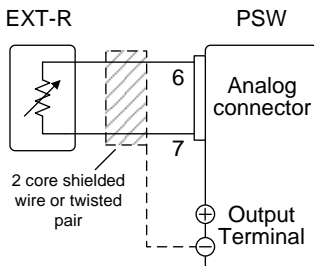 EXT-R
PSW
6
Analog
connector
7
2 core shielded
wire or twisted
pair
+
Output
Terminal
-